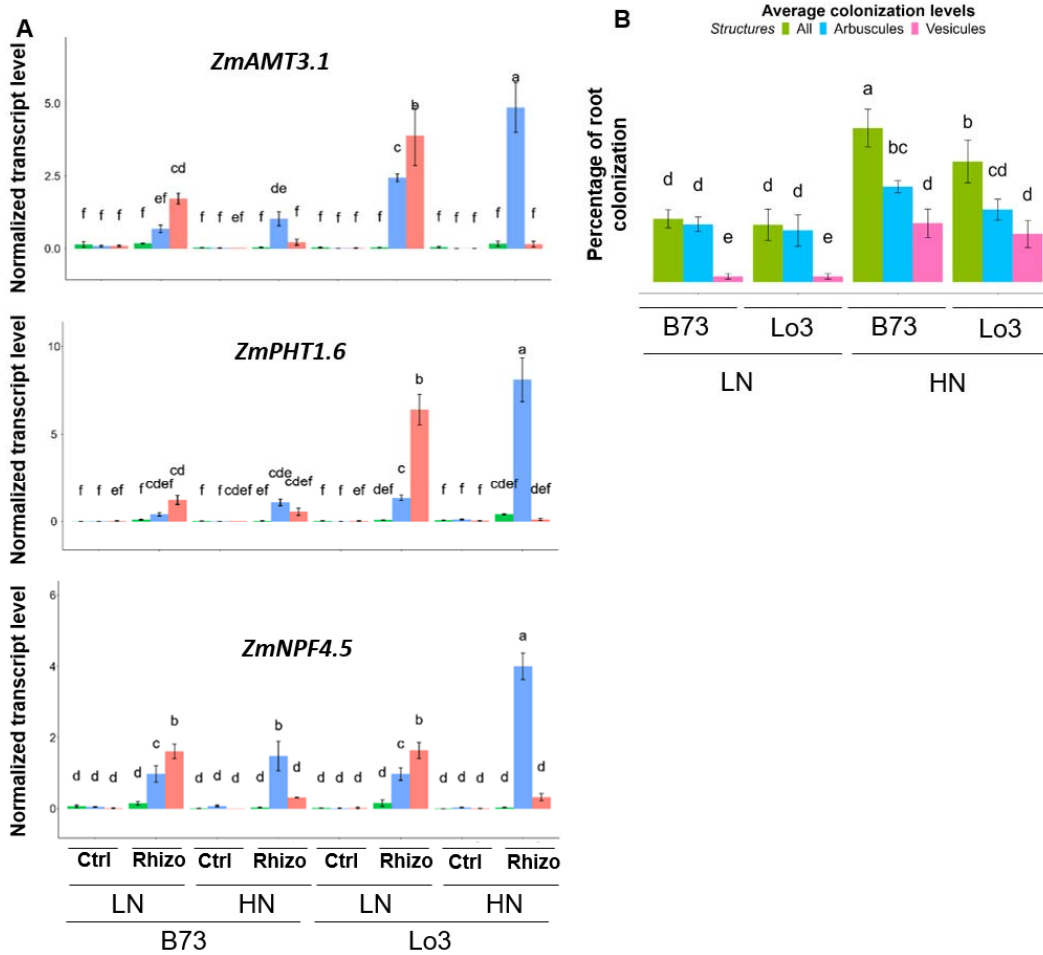 A
Normalized transcript level
ZmAMT3.1
5.0
2.5
0.0
f f f f ef cd f f ef f de f f f f f c b f f f f a f
Normalized transcript level
ZmPHT1.6
10
5
0
f f ef f cdef cd f f cdef ef cde cdef f f f def c b f f f cdef a def
Normalized transcript level
ZmNPF4.5
6
4
2
0
d d d d c b d d d d b d d d d d c b d d d d a d
Ctrl Rhizo Ctrl Rhizo Ctrl Rhizo Ctrl Rhizo
LN HN LN HN
B73 Lo3
B
Average colonization levels
Structures All Arbuscules Vesicules
Percentage of root
colonization
d d e d d e a bc d b cd d
B73 Lo3 B73 Lo3
LN HN